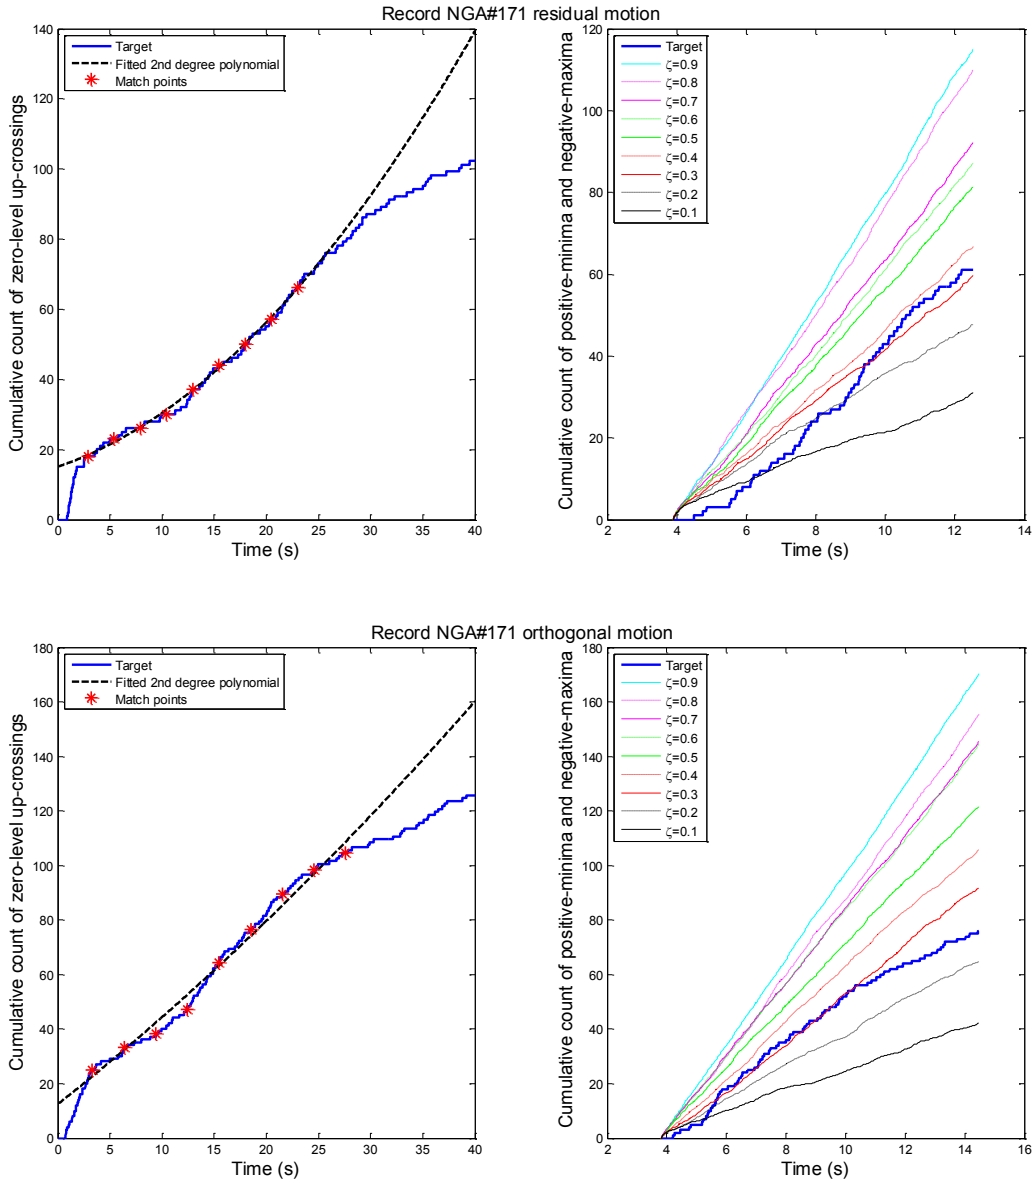 Record NGA#171 residual motion
Cumulative count of zero-level up-crossings
140
120
100
80
60
40
20
0
Target
Fitted 2nd degree polynomial
Match points
0 5 10 15 20 25 30 35 40
Time (s)
Cumulative count of positive-minima and negative-maxima
120
100
80
60
40
20
0
Target
ζ=0.9
ζ=0.8
ζ=0.7
ζ=0.6
ζ=0.5
ζ=0.4
ζ=0.3
ζ=0.2
ζ=0.1
2 4 6 8 10 12 14
Time (s)
Record NGA#171 orthogonal motion
Cumulative count of zero-level up-crossings
180
160
140
120
100
80
60
40
20
0
Target
Fitted 2nd degree polynomial
Match points
0 5 10 15 20 25 30 35 40
Time (s)
Cumulative count of positive-minima and negative-maxima
180
160
140
120
100
80
60
40
20
0
Target
ζ=0.9
ζ=0.8
ζ=0.7
ζ=0.6
ζ=0.5
ζ=0.4
ζ=0.3
ζ=0.2
ζ=0.1
2 4 6 8 10 12 14 16
Time (s)